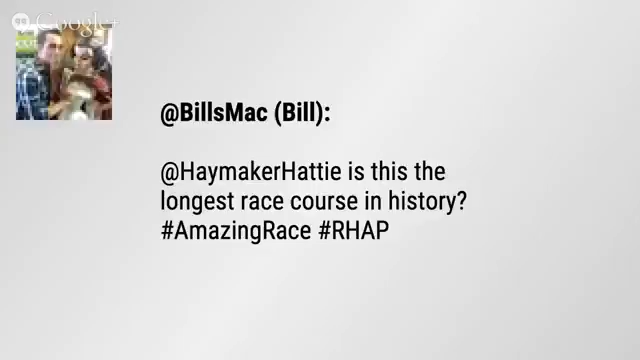 Google+
@BillsMac (Bill):
@HaymakerHattie is this the
longest race course in history?
#AmazingRace #RHAP